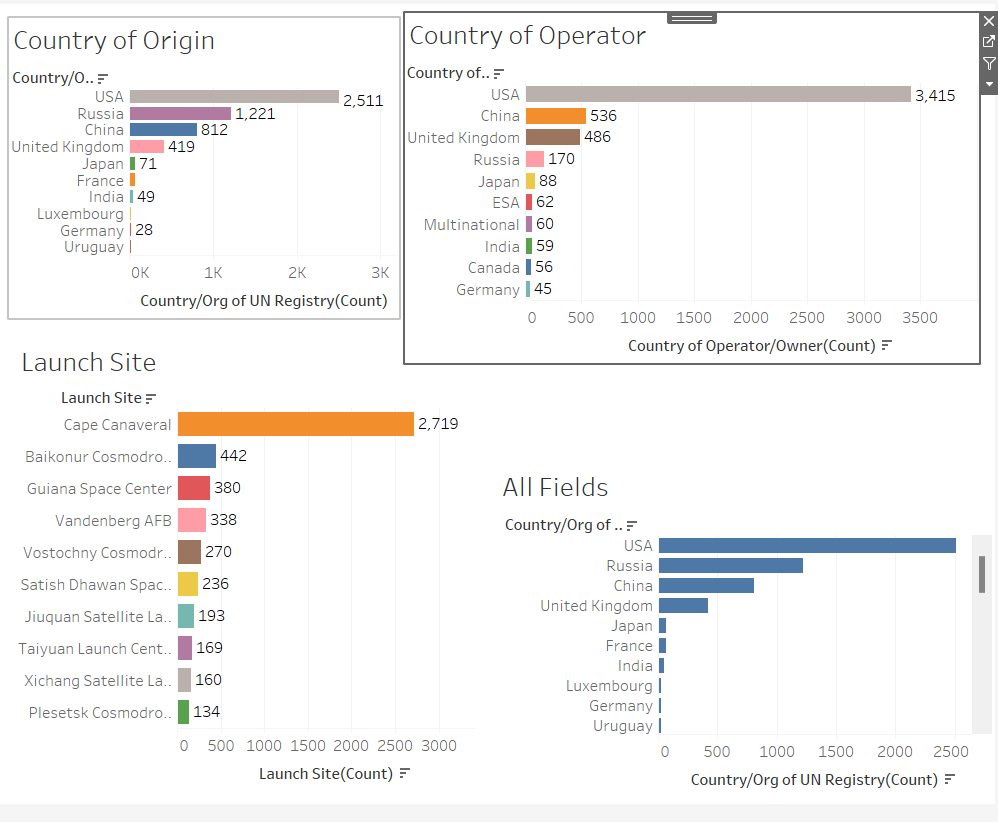 Country of Origin
Country/O..
USA 2,511
Russia 1,221
China 812
United Kingdom 419
Japan 71
France
India 49
Luxembourg
Germany 28
Uruguay
0K 1K 2K 3K
Country/Org of UN Registry(Count)
Country of Operator
Country of..
USA 3,415
China 536
United Kingdom 486
Russia 170
Japan 88
ESA 62
Multinational 60
India 59
Canada 56
Germany 45
0 500 1000 1500 2000 2500 3000 3500
Country of Operator/Owner(Count)
Launch Site
Launch Site
Cape Canaveral 2,719
Baikonur Cosmodro.. 442
Guiana Space Center 380
Vandenberg AFB 338
Vostochny Cosmodr.. 270
Satish Dhawan Spac.. 236
Jiuquan Satellite La.. 193
Taiyuan Launch Cent.. 169
Xichang Satellite La.. 160
Plesetsk Cosmodro.. 134
0 500 1000 1500 2000 2500 3000
Launch Site(Count)
All Fields
Country/Org of ..
USA
Russia
China
United Kingdom
Japan
France
India
Luxembourg
Germany
Uruguay
0 500 1000 1500 2000 2500
Country/Org of UN Registry(Count)